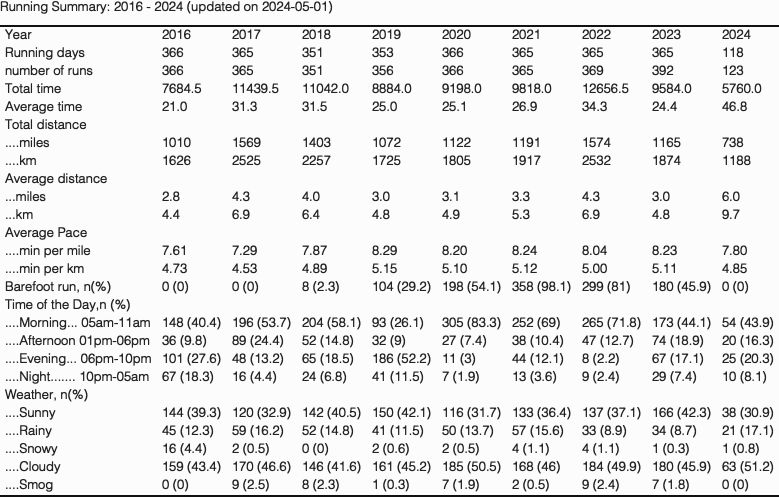 Running Summary: 2016 - 2024 (updated on 2024-05-01)
Year 2016 2017 2018 2019 2020 2021 2022 2023 2024
Running days 366 365 351 353 366 365 365 365 118
number of runs 366 365 351 356 366 365 369 392 123
Total time 7684.5 11439.5 11042.0 8884.0 9198.0 9818.0 12656.5 9584.0 5760.0
Average time 21.0 31.3 31.5 25.0 25.1 26.9 34.3 24.4 46.8
Total distance
....miles 1010 1569 1403 1072 1122 1191 1574 1165 738
....km 1626 2525 2257 1725 1805 1917 2532 1874 1188
Average distance
...miles 2.8 4.3 4.0 3.0 3.1 3.3 4.3 3.0 6.0
...km 4.4 6.9 6.4 4.8 4.9 5.3 6.9 4.8 9.7
Average Pace
....min per mile 7.61 7.29 7.87 8.29 8.20 8.24 8.04 8.23 7.80
....min per km 4.73 4.53 4.89 5.15 5.10 5.12 5.00 5.11 4.85
Barefoot run, n(%) 0 (0) 0 (0) 8 (2.3) 104 (29.2) 198 (54.1) 358 (98.1) 299 (81) 180 (45.9) 0 (0)
Time of the Day,n (%)
....Morning... 05am-11am 148 (40.4) 196 (53.7) 204 (58.1) 93 (26.1) 305 (83.3) 252 (69) 265 (71.8) 173 (44.1) 54 (43.9)
....Afternoon 01pm-06pm 36 (9.8) 89 (24.4) 52 (14.8) 32 (9) 27 (7.4) 38 (10.4) 47 (12.7) 74 (18.9) 20 (16.3)
....Evening... 06pm-10pm 101 (27.6) 48 (13.2) 65 (18.5) 186 (52.2) 11 (3) 44 (12.1) 8 (2.2) 67 (17.1) 25 (20.3)
....Night....... 10pm-05am 67 (18.3) 16 (4.4) 24 (6.8) 41 (11.5) 7 (1.9) 13 (3.6) 9 (2.4) 29 (7.4) 10 (8.1)
Weather, n(%)
....Sunny 144 (39.3) 120 (32.9) 142 (40.5) 150 (42.1) 116 (31.7) 133 (36.4) 137 (37.1) 166 (42.3) 38 (30.9)
....Rainy 45 (12.3) 59 (16.2) 52 (14.8) 41 (11.5) 50 (13.7) 57 (15.6) 33 (8.9) 34 (8.7) 21 (17.1)
....Snowy 16 (4.4) 2 (0.5) 0 (0) 2 (0.6) 2 (0.5) 4 (1.1) 4 (1.1) 1 (0.3) 1 (0.8)
....Cloudy 159 (43.4) 170 (46.6) 146 (41.6) 161 (45.2) 185 (50.5) 168 (46) 184 (49.9) 180 (45.9) 63 (51.2)
....Smog 0 (0) 9 (2.5) 8 (2.3) 1 (0.3) 7 (1.9) 2 (0.5) 9 (2.4) 7 (1.8) 0 (0)